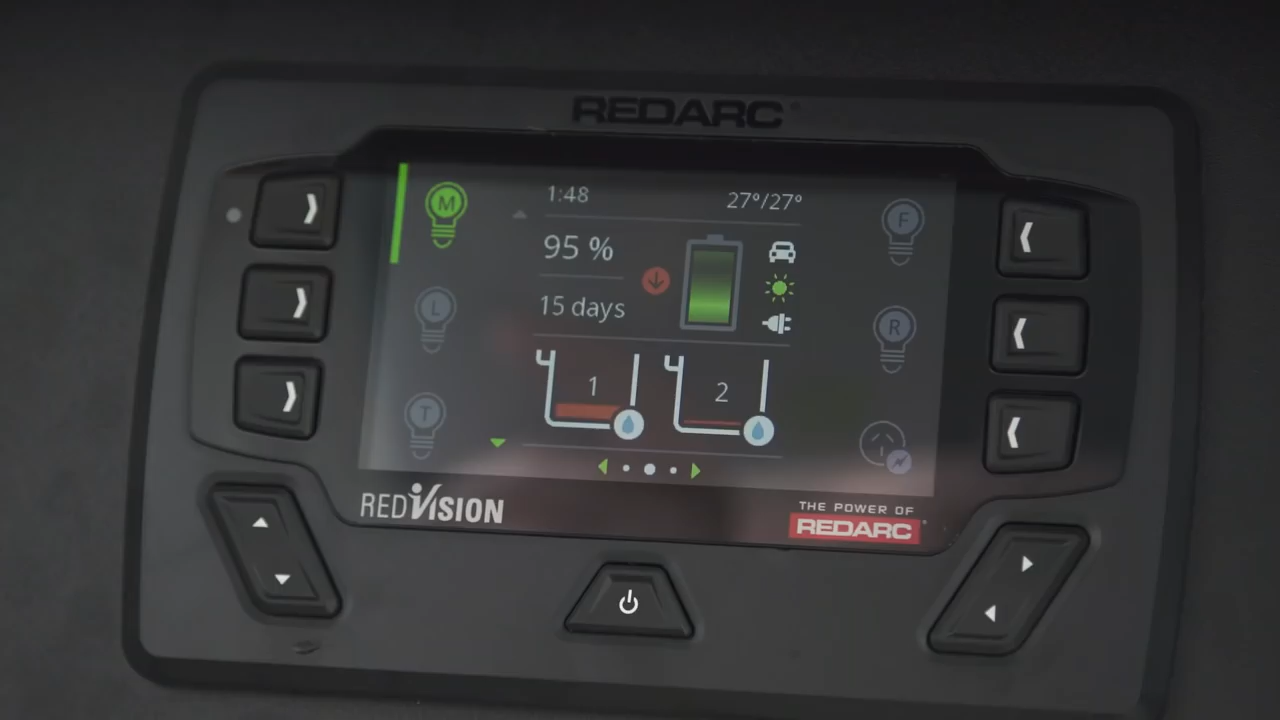 REDARC
1:48 27°/27°
M
F
95 %
15 days
L
R
1 2
T
REDVISION
THE POWER OF
REDARC